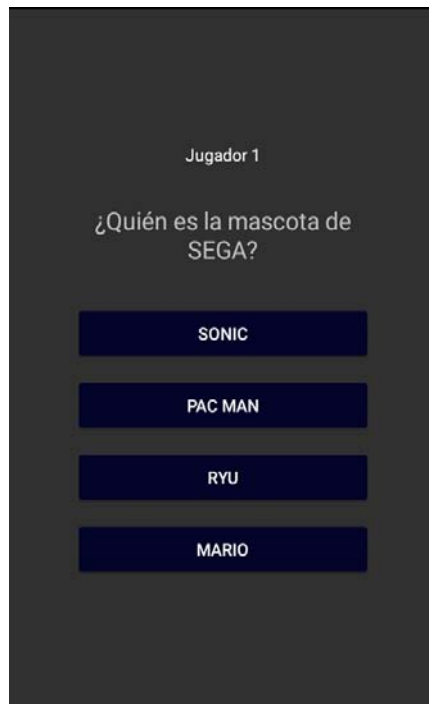 Jugador 1
¿Quién es la mascota de
SEGA?
SONIC
PAC MAN
RYU
MARIO